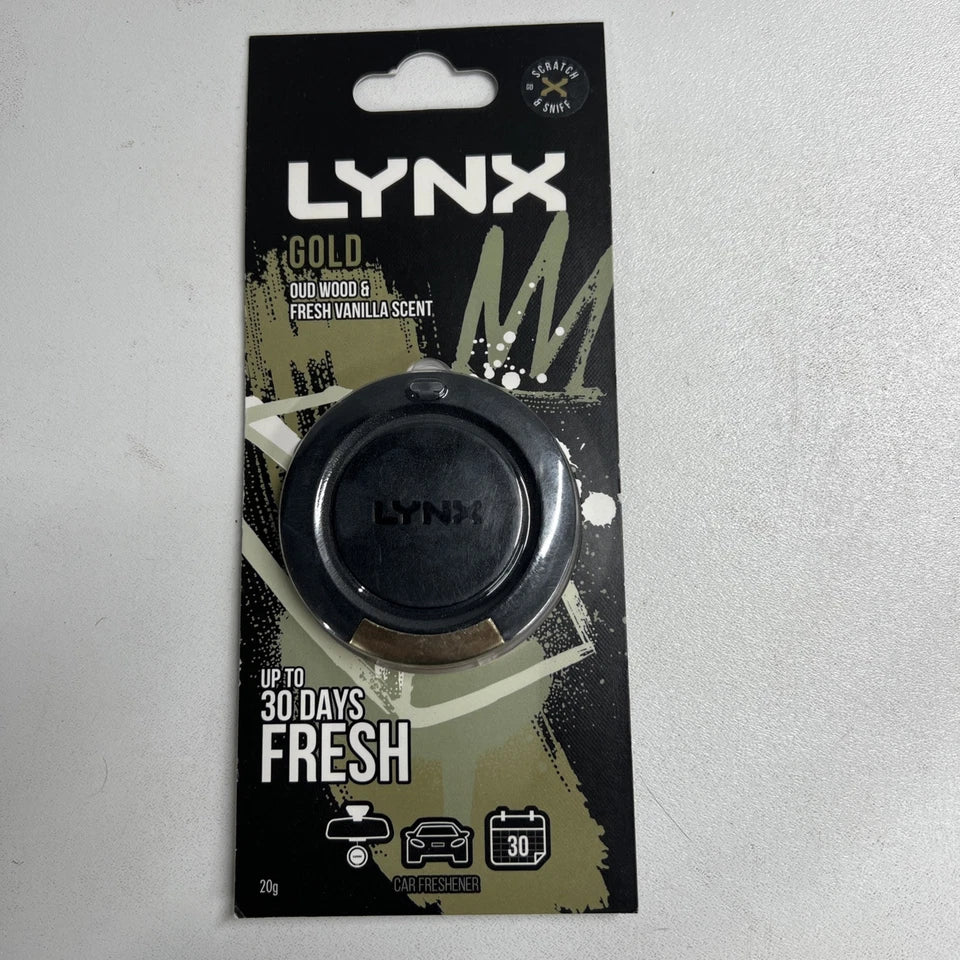 SCRATCH
& SNIFF
LYNX
GOLD
OUD WOOD &
FRESH VANILLA SCENT
LYNX
UP TO
30 DAYS
FRESH
30
20g
CAR FRESHENER